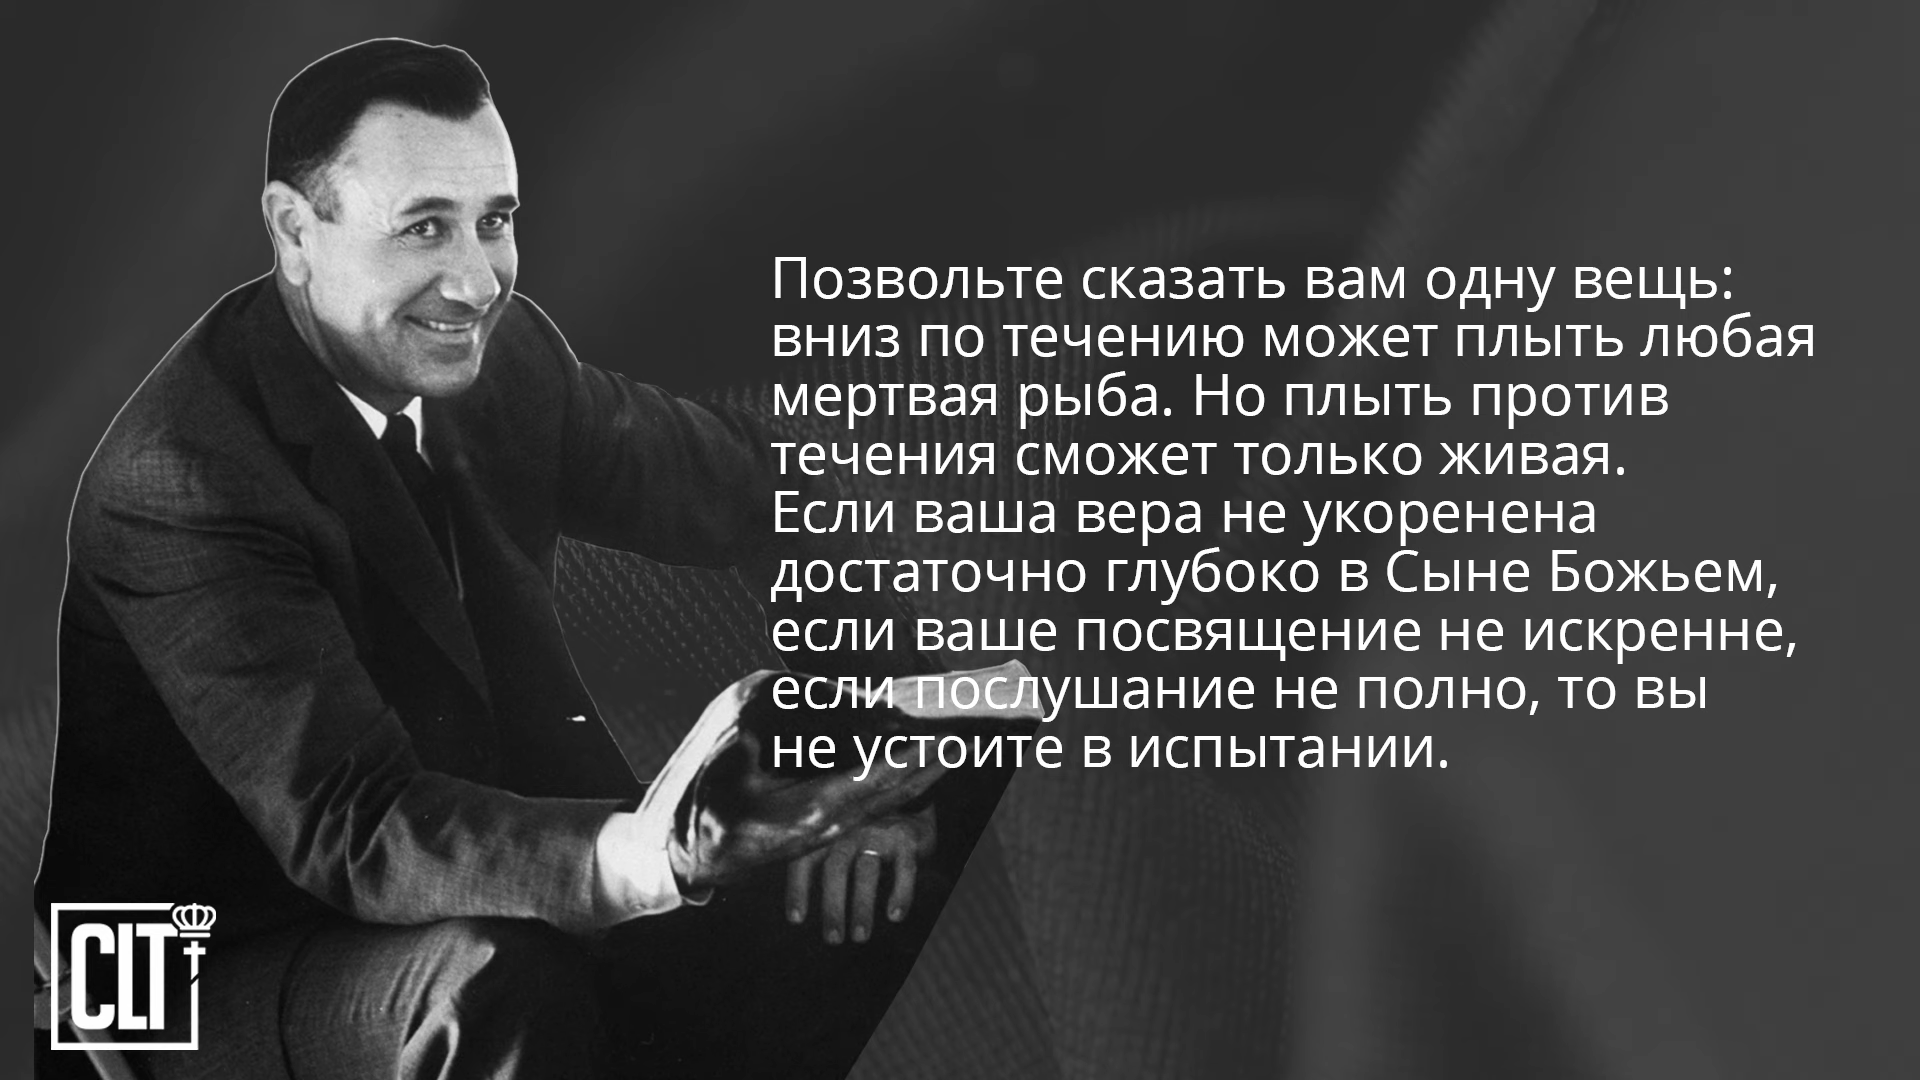 Позвольте сказать вам одну вещь:
вниз по течению может плыть любая
мертвая рыба. Но плыть против
течения сможет только живая.
Если ваша вера не укоренена
достаточно глубоко в Сыне Божьем,
если ваше посвящение не искренне,
если послушание не полно, то вы
не устоите в испытании.
CLT